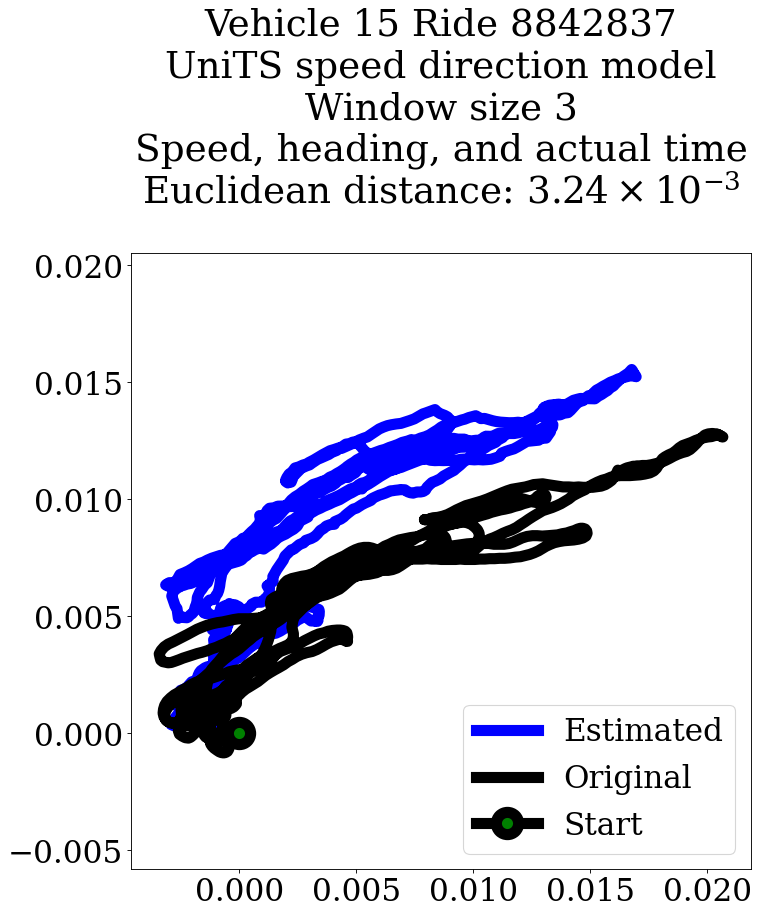 Vehicle 15 Ride 8842837
UniTS speed direction model
Window size 3
Speed, heading, and actual time
Euclidean distance: 3.24 × 10⁻³
0.020
0.015
0.010
0.005
0.000
−0.005
Estimated
Original
Start
0.000 0.005 0.010 0.015 0.020